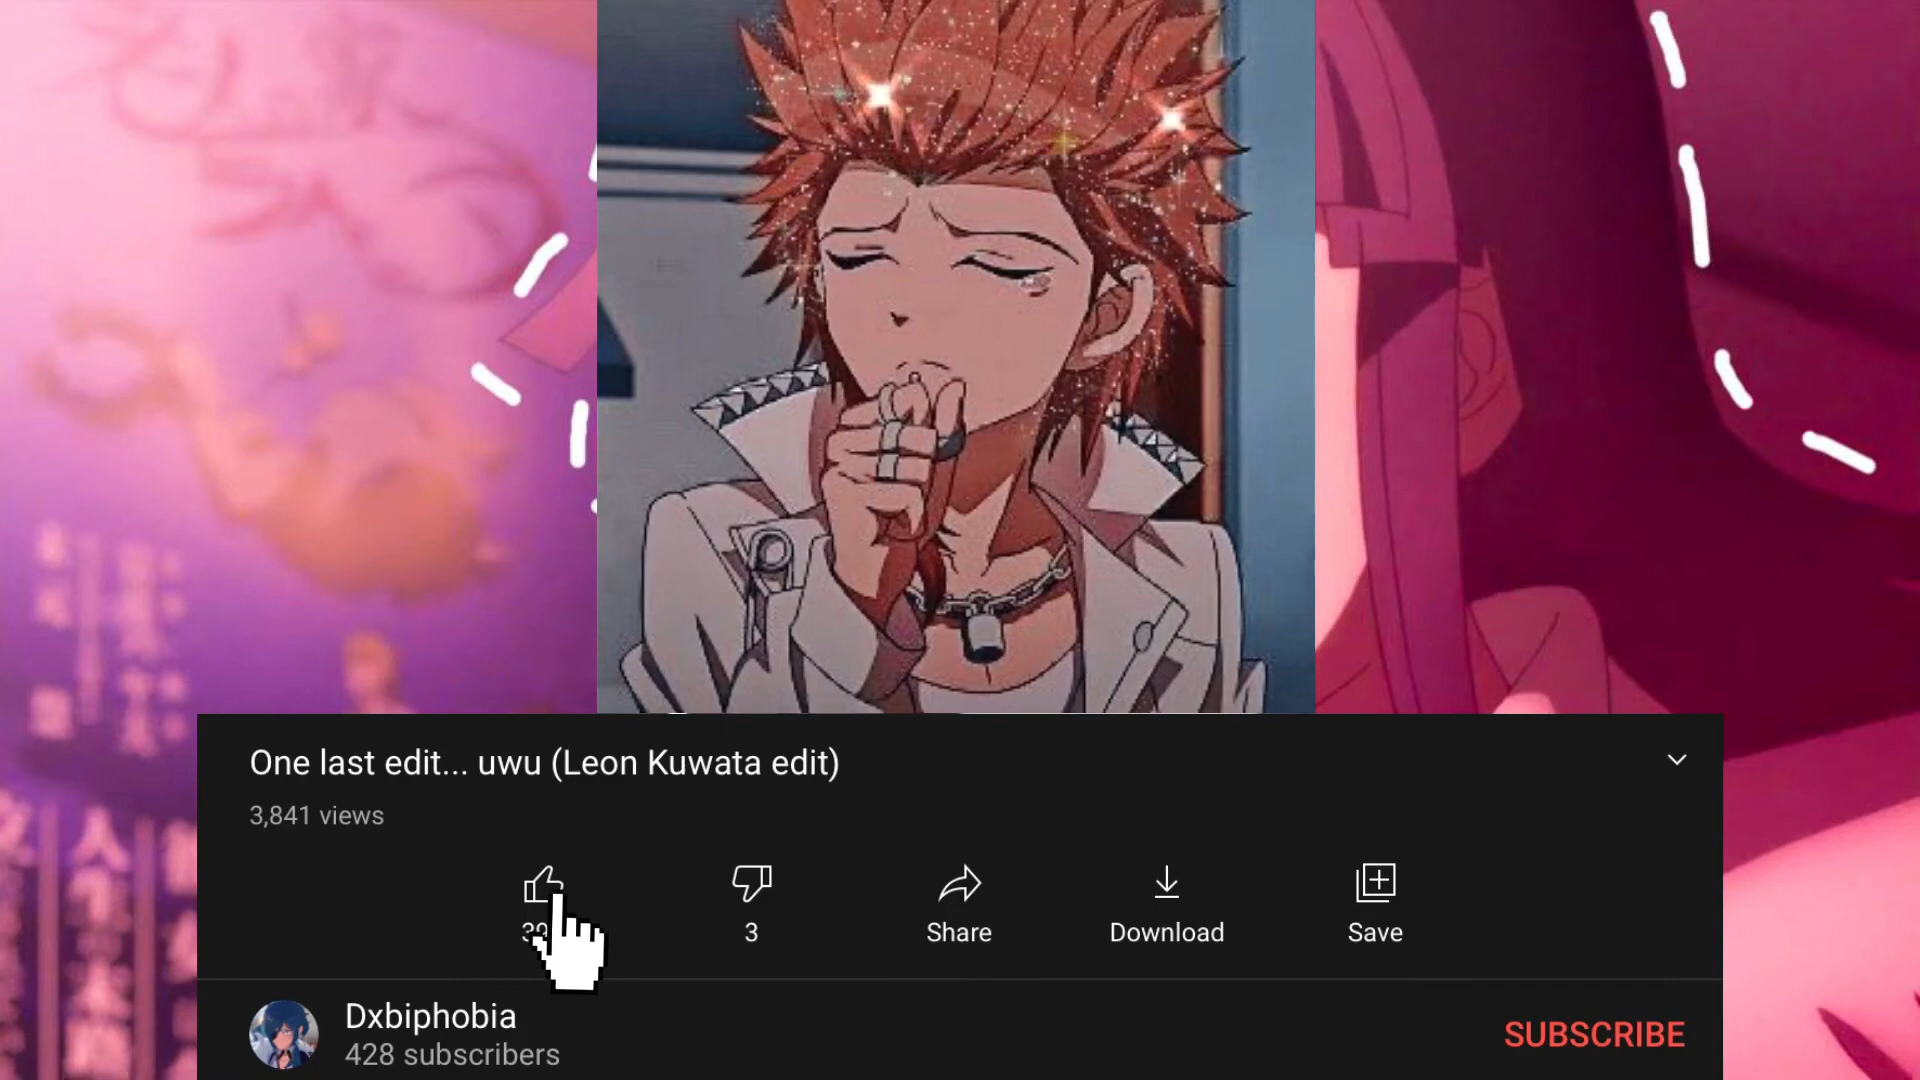 One last edit... uwu (Leon Kuwata edit)
3,841 views
3
Share
Download
Save
Dxbiphobia
428 subscribers
SUBSCRIBE